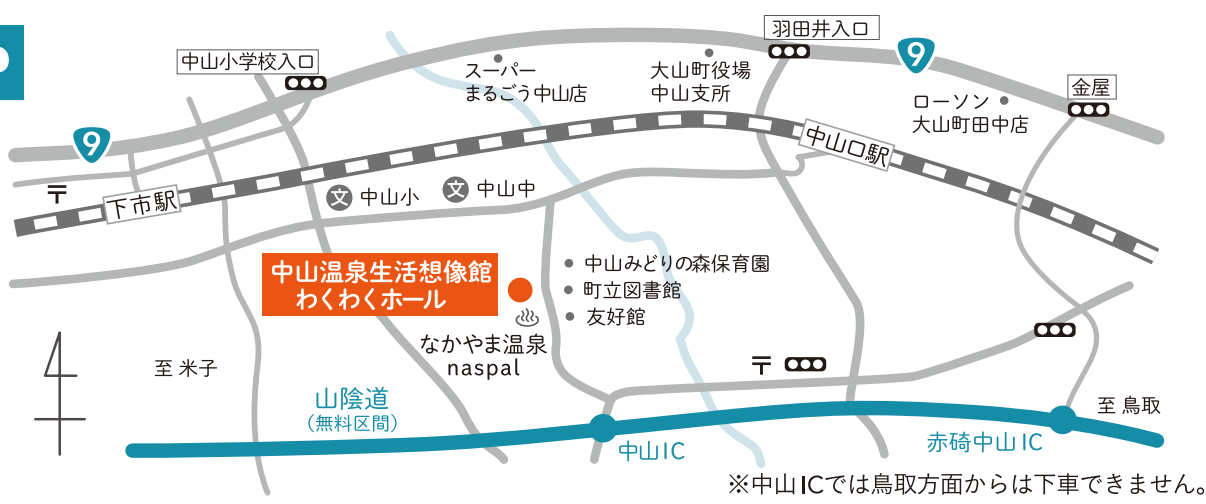 羽田井入口
9
中山小学校入口
スーパー
まるごう中山店
大山町役場
中山支所
金屋
ローソン
大山町田中店
9
中山口駅
〒
下市駅
文 中山小
文 中山中
中山温泉生活想像館
わくわくホール
中山みどりの森保育園
町立図書館
友好館
なかやま温泉
naspal
至 米子
〒
山陰道
(無料区間)
至 鳥取
中山IC
赤碕中山IC
※中山ICでは鳥取方面からは下車できません。